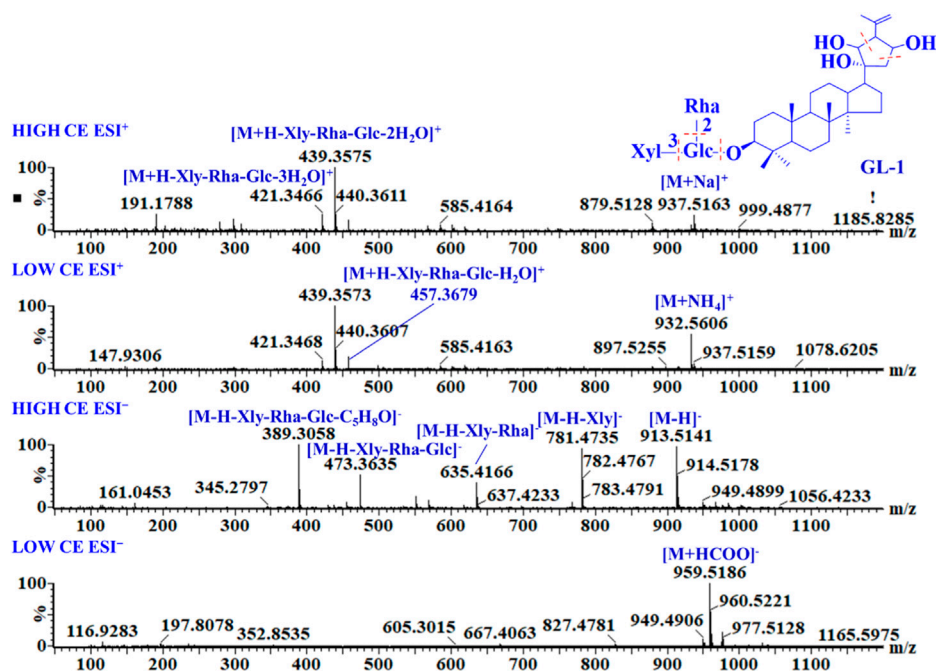 HO
OH
HO
Rha
2
3
Xyl
Glc
O
GL-1
HIGH CE ESI⁺
[M+H-Xly-Rha-Glc-2H₂O]⁺
439.3575
[M+H-Xly-Rha-Glc-3H₂O]⁺
[M+Na]⁺
!
100
191.1788
421.3466
440.3611
585.4164
879.5128
937.5163
999.4877
1185.8285
%
0
100 200 300 400 500 600 700 800 900 1000 1100 m/z
LOW CE ESI⁺
[M+H-Xly-Rha-Glc-H₂O]⁺
439.3573
457.3679
[M+NH₄]⁺
932.5606
100
147.9306
421.3468
440.3607
585.4163
897.5255
937.5159
1078.6205
%
0
100 200 300 400 500 600 700 800 900 1000 1100 m/z
HIGH CE ESI⁻
[M-H-Xly-Rha-Glc-C₅H₈O]⁻
[M-H-Xly]⁻
[M-H]⁻
[M-H-Xly-Rha]⁻
389.3058
[M-H-Xly-Rha-Glc]⁻
781.4735
913.5141
100
161.0453
345.2797
473.3635
635.4166
637.4233
782.4767
783.4791
914.5178
949.4899
1056.4233
%
0
100 200 300 400 500 600 700 800 900 1000 1100 m/z
LOW CE ESI⁻
[M+HCOO]⁻
959.5186
100
116.9283
197.8078
352.8535
605.3015
667.4063
827.4781
949.4906
960.5221
977.5128
1165.5975
%
0
100 200 300 400 500 600 700 800 900 1000 1100 m/z